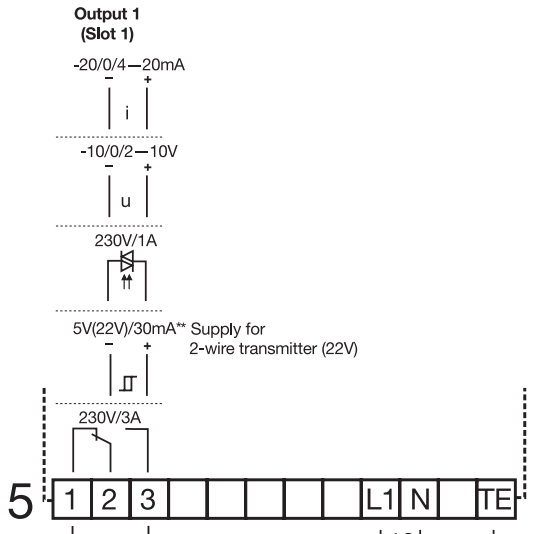 Output 1
(Slot 1)
-20/0/4—20mA
− +
i
-10/0/2—10V
− +
u
230V/1A
5V(22V)/30mA** Supply for
2-wire transmitter (22V)
− +
230V/3A
5 1 2 3 L1 N TE